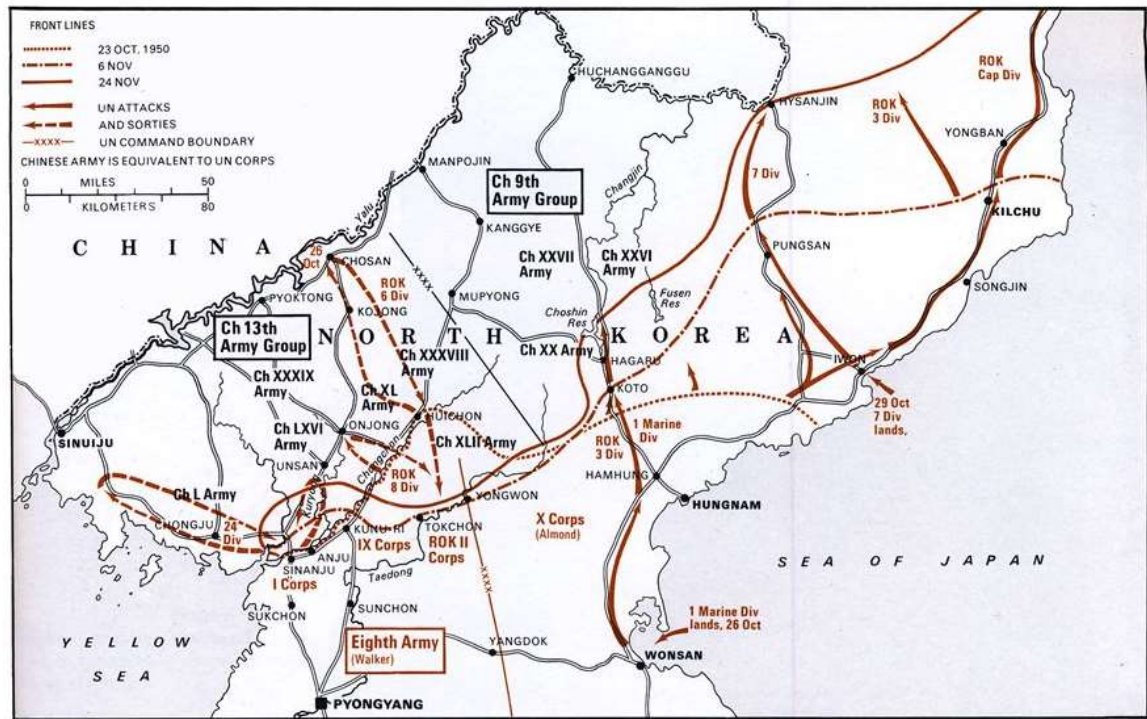 FRONT LINES
23 OCT, 1950
6 NOV
24 NOV
UN ATTACKS
AND SORTIES
XXXX
UN COMMAND BOUNDARY
CHINESE ARMY IS EQUIVALENT TO UN CORPS
0 MILES 50
0 KILOMETERS 80
CHUCHANGGANGU
HYSANJIN
ROK
Cap Div
ROK
3 Div
YONGBAN
MANPOJIN
Ch 9th
Army Group
Changjin
7 Div
KILCHU
Yalu
KANGGYE
CHINA
26
Oct
CHOSAN
XXXX
Ch XXVII
Army
Ch XXVI
Army
PUNGSAN
ROK
6 Div
PYOKTONG
MUPYONG
Fusen
Res
SONGJIN
KOJONG
Choshin
Res
Ch 13th
Army Group
NORTH KOREA
Ch XX Army
Ch XXXVIII
Army
HAGARU
IWON
Ch XXXIX
Army
Ch XL
Army
KOTO
29 Oct
7 Div
lands,
HUICHON
Ch LXVI
Army
ONJONG
1 Marine
Div
SINUIJU
Ch XLII Army
ROK
3 Div
UNSAN
Chongchon
ROK
8 Div
HAMHUNG
Ch L Army
Kuryong
YONGWON
HUNGNAM
CHONGJU
24
Div
TOKCHON
KUNU-RI
IX Corps
ROK II
Corps
X Corps
(Almond)
ANJU
SINANJU
I Corps
Taedong
SEA OF JAPAN
SUKCHON
SUNCHON
XXXX
1 Marine Div
lands, 26 Oct
YELLOW
SEA
Eighth Army
(Walker)
YANGDOK
WONSAN
PYONGYANG